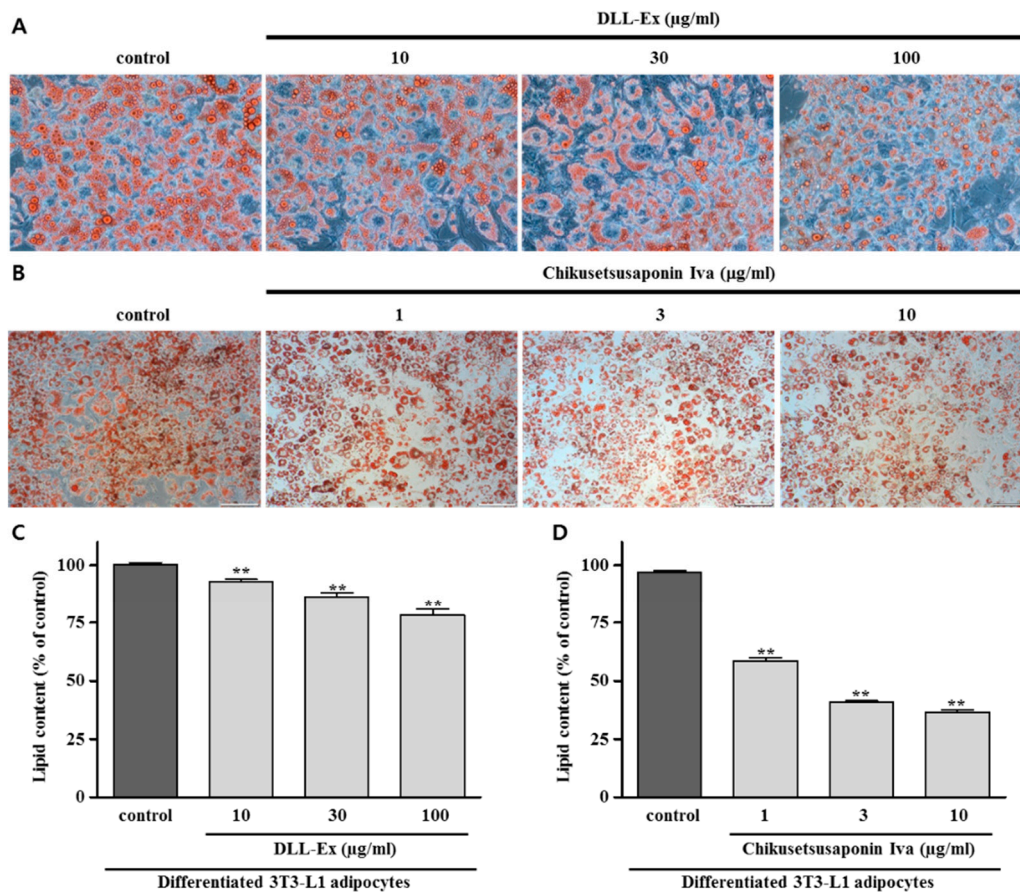 A
DLL-Ex (μg/ml)
control 10 30 100
B
Chikusetsusaponin Iva (μg/ml)
control 1 3 10
C
Lipid content (% of control)
100
75
50
25
0
** ** **
control 10 30 100
DLL-Ex (μg/ml)
Differentiated 3T3-L1 adipocytes
D
Lipid content (% of control)
100
75
50
25
0
** ** **
control 1 3 10
Chikusetsusaponin Iva (μg/ml)
Differentiated 3T3-L1 adipocytes